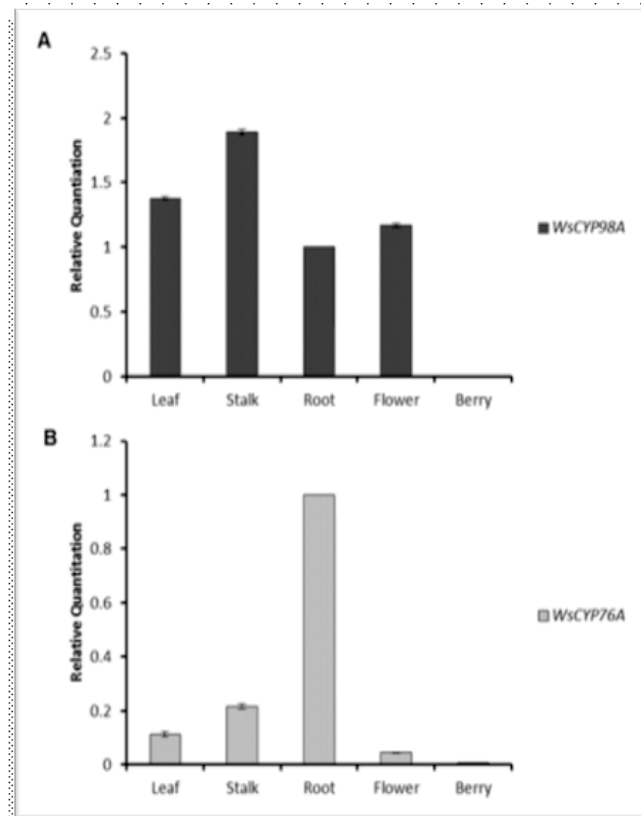 A
2.5
2
1.5
1
0.5
0
Relative Quantiation
Leaf Stalk Root Flower Berry
WsCYP98A
B
1.2
1
0.8
0.6
0.4
0.2
0
Relative Quantitation
Leaf Stalk Root Flower Berry
WsCYP76A